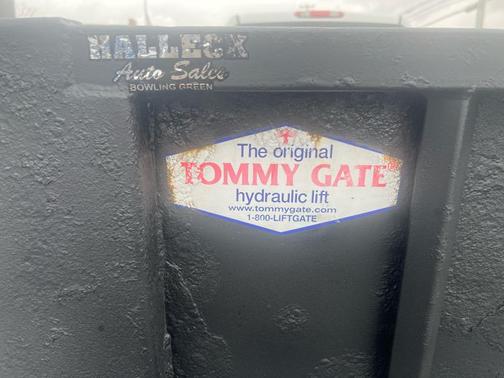 HALLECK
Auto Sales
BOWLING GREEN
The original
TOMMY GATE®
hydraulic lift
www.tommygate.com
1-800-LIFTGATE